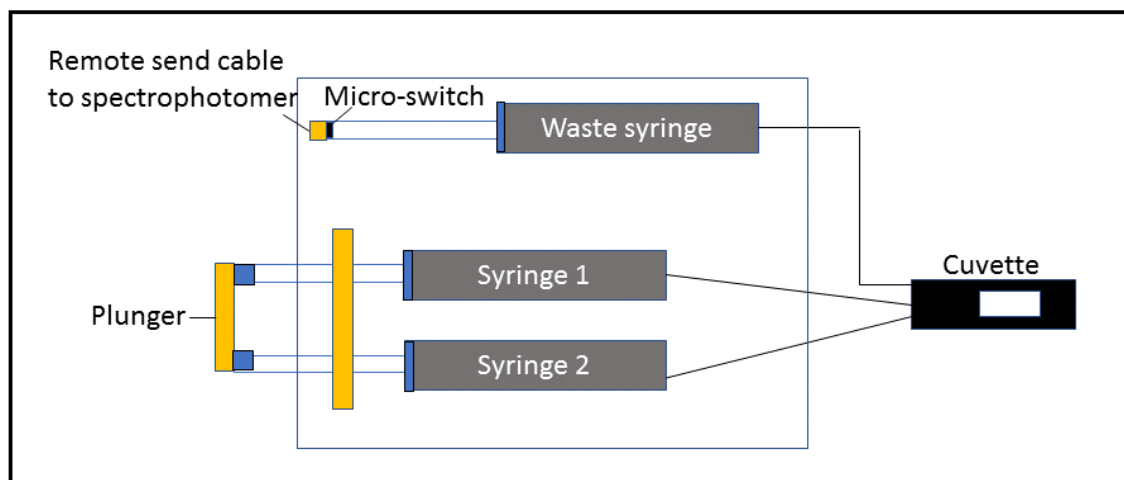 Remote send cable
to spectrophotomer
Micro-switch
Waste syringe
Syringe 1
Cuvette
Plunger
Syringe 2